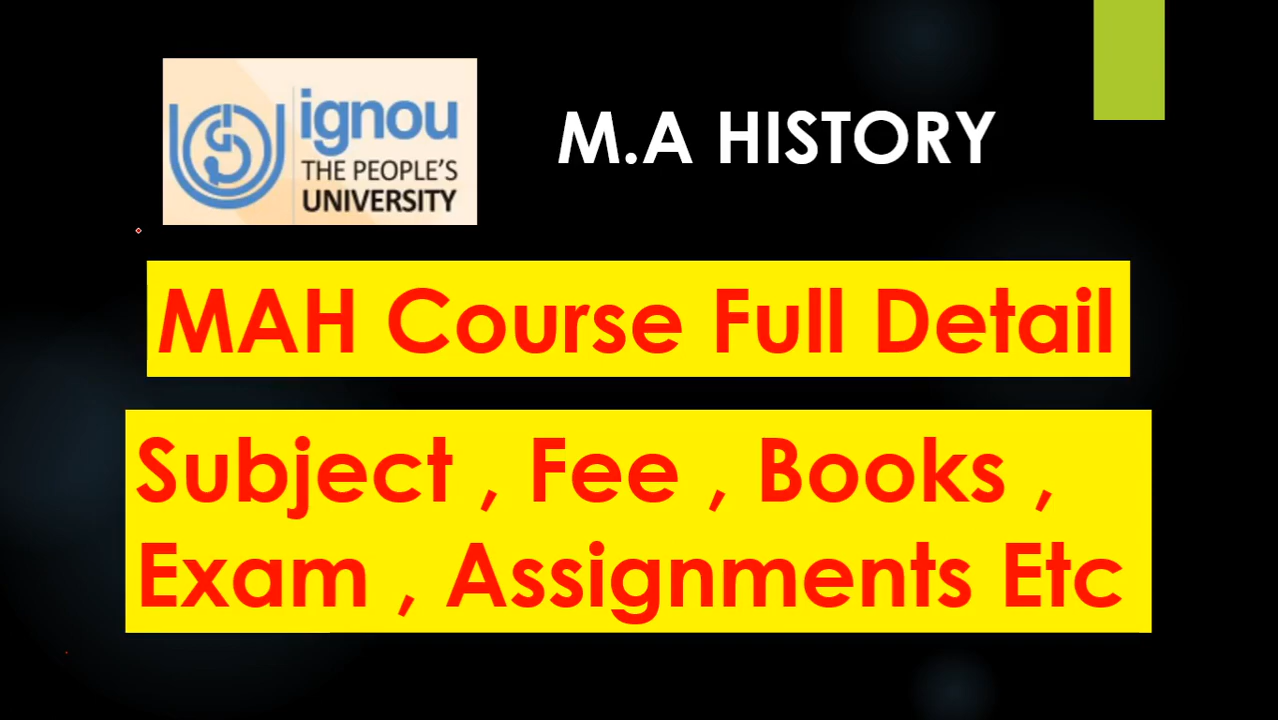 ignou
THE PEOPLE'S
UNIVERSITY
M.A HISTORY
MAH Course Full Detail
Subject , Fee , Books ,
Exam , Assignments Etc